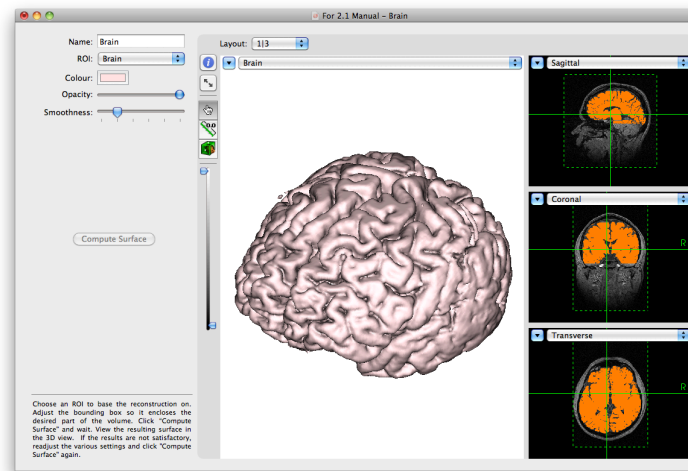 For 2.1 Manual - Brain
Name: Brain
ROI: Brain
Colour:
Opacity:
Smoothness:
Compute Surface
Choose an ROI to base the reconstruction on.
Adjust the bounding box so it encloses the
desired part of the volume. Click "Compute
Surface" and wait. View the resulting surface in
the 3D view. If the results are not satisfactory,
readjust the various settings and click "Compute
Surface" again.
Layout: 1|3
Brain
Sagittal
Coronal
R
Transverse
R